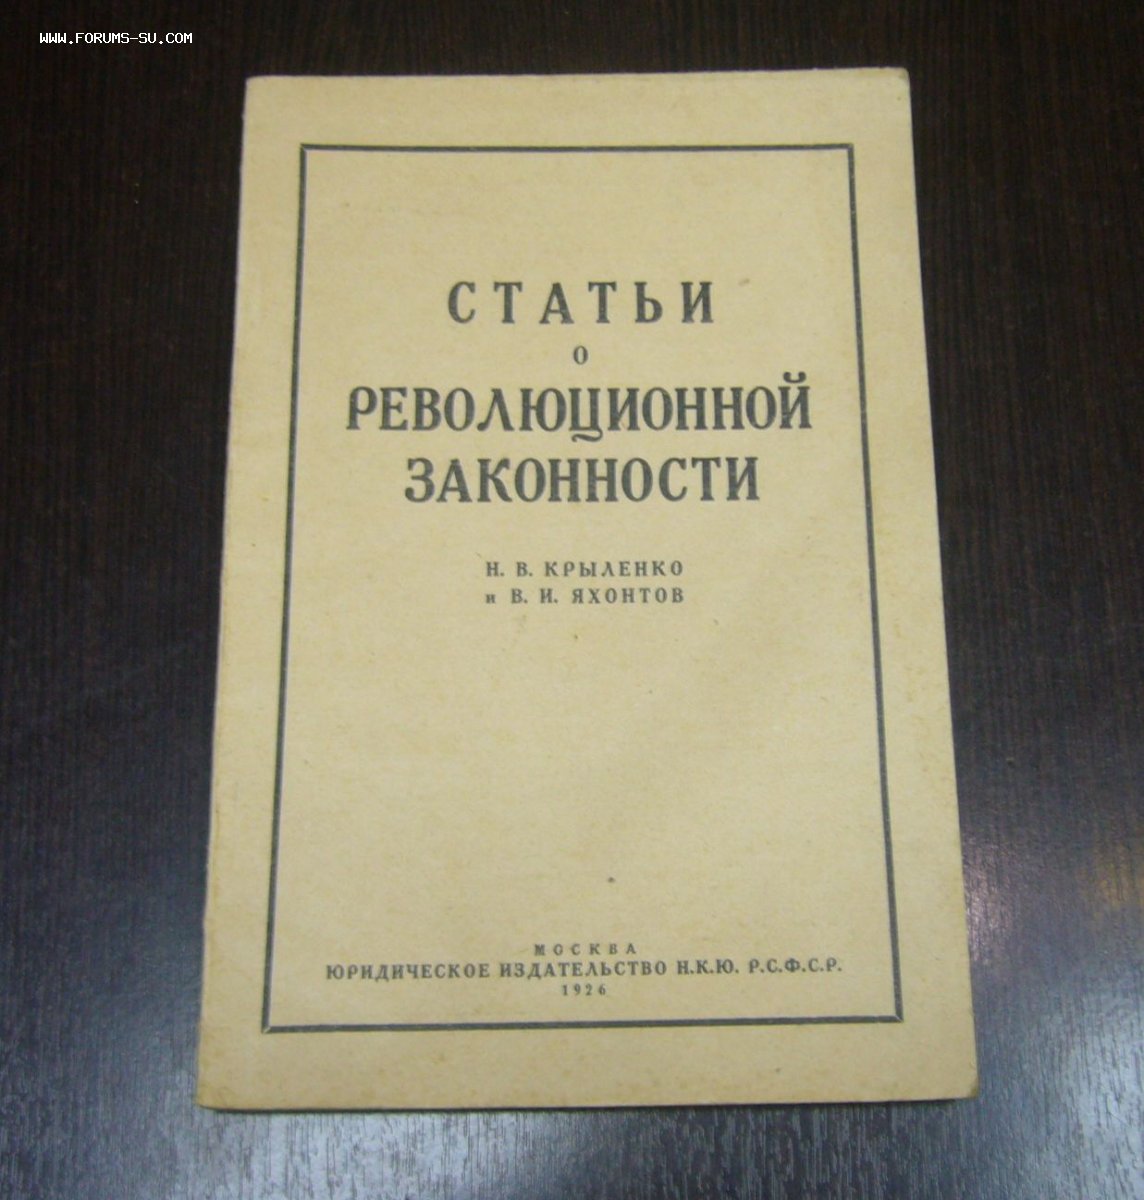 WWW.FORUMS-SU.COM
СТАТЬИ
О
РЕВОЛЮЦИОННОЙ
ЗАКОННОСТИ
Н. В. КРЫЛЕНКО
и В. И. ЯХОНТОВ
МОСКВА
ЮРИДИЧЕСКОЕ ИЗДАТЕЛЬСТВО Н.К.Ю. Р.С.Ф.С.Р.
1926